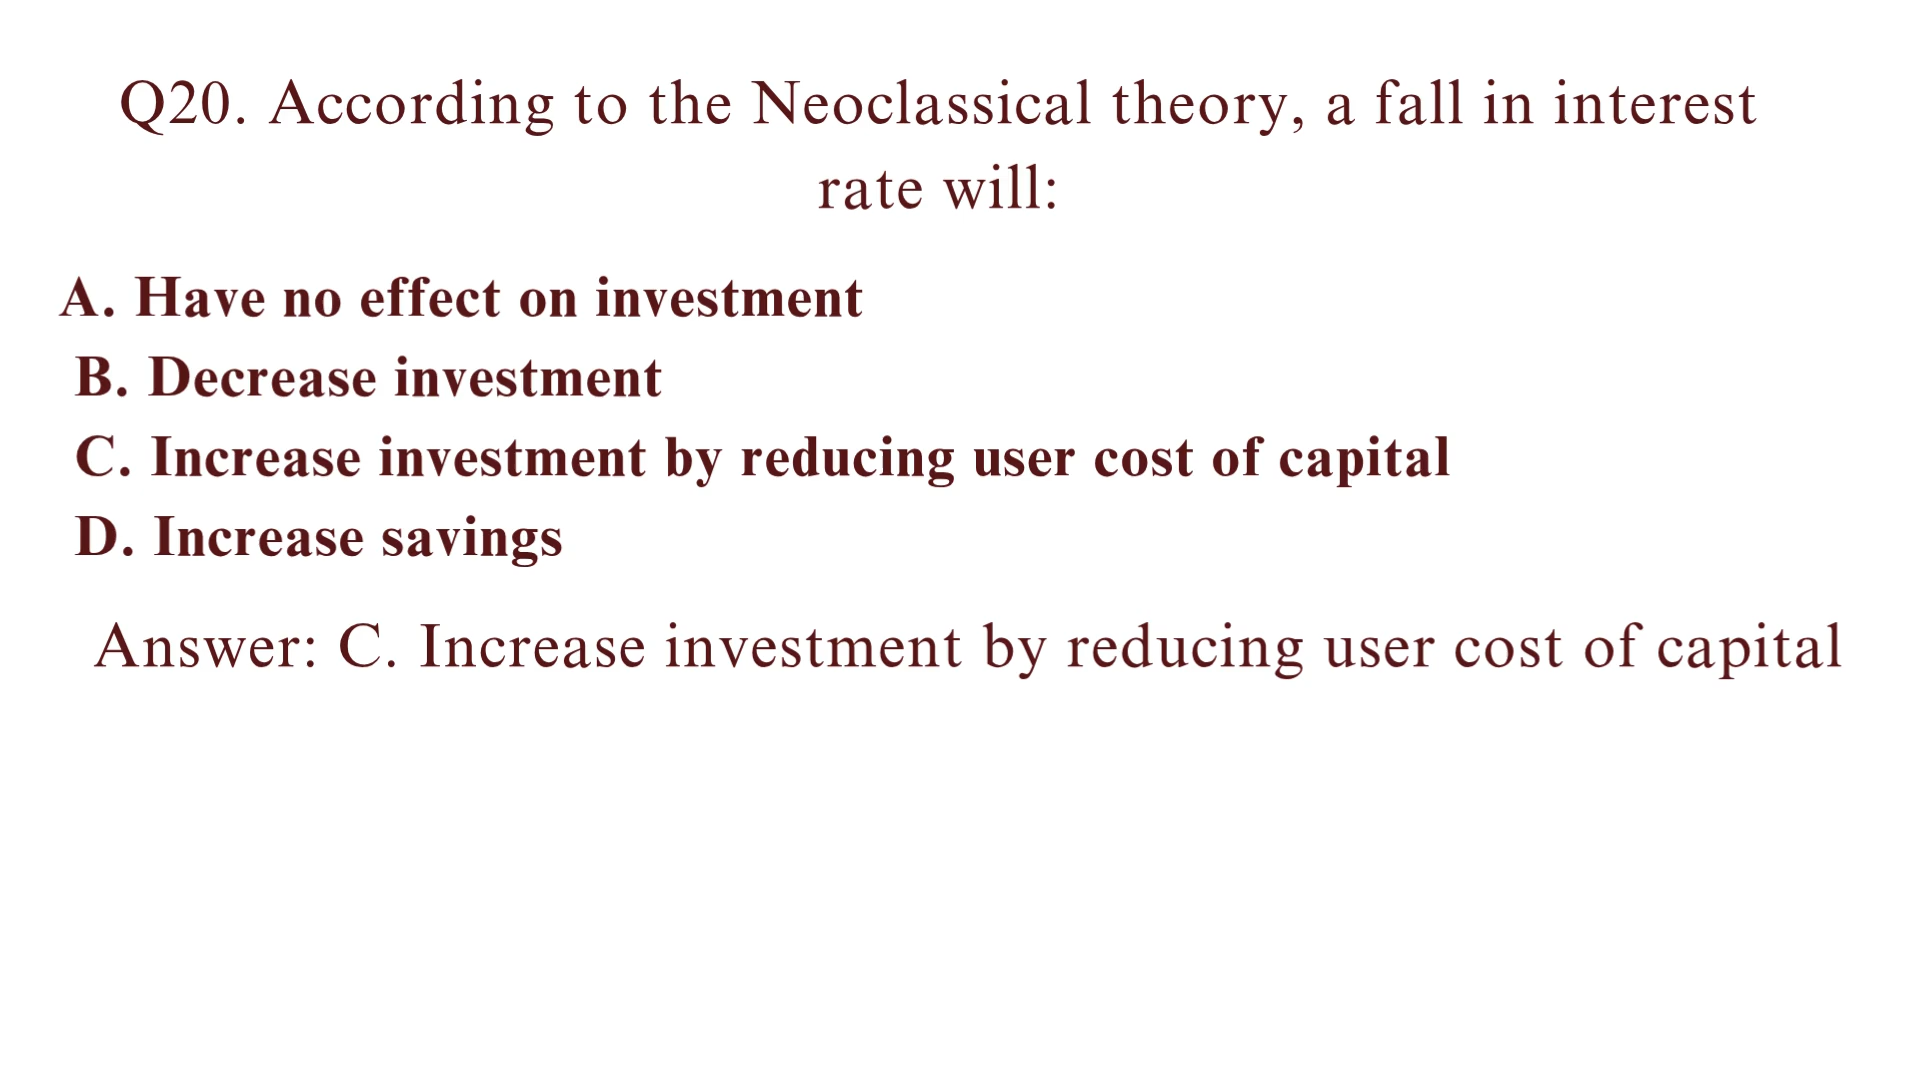 Q20. According to the Neoclassical theory, a fall in interest
rate will:
A. Have no effect on investment
B. Decrease investment
C. Increase investment by reducing user cost of capital
D. Increase savings
Answer: C. Increase investment by reducing user cost of capital